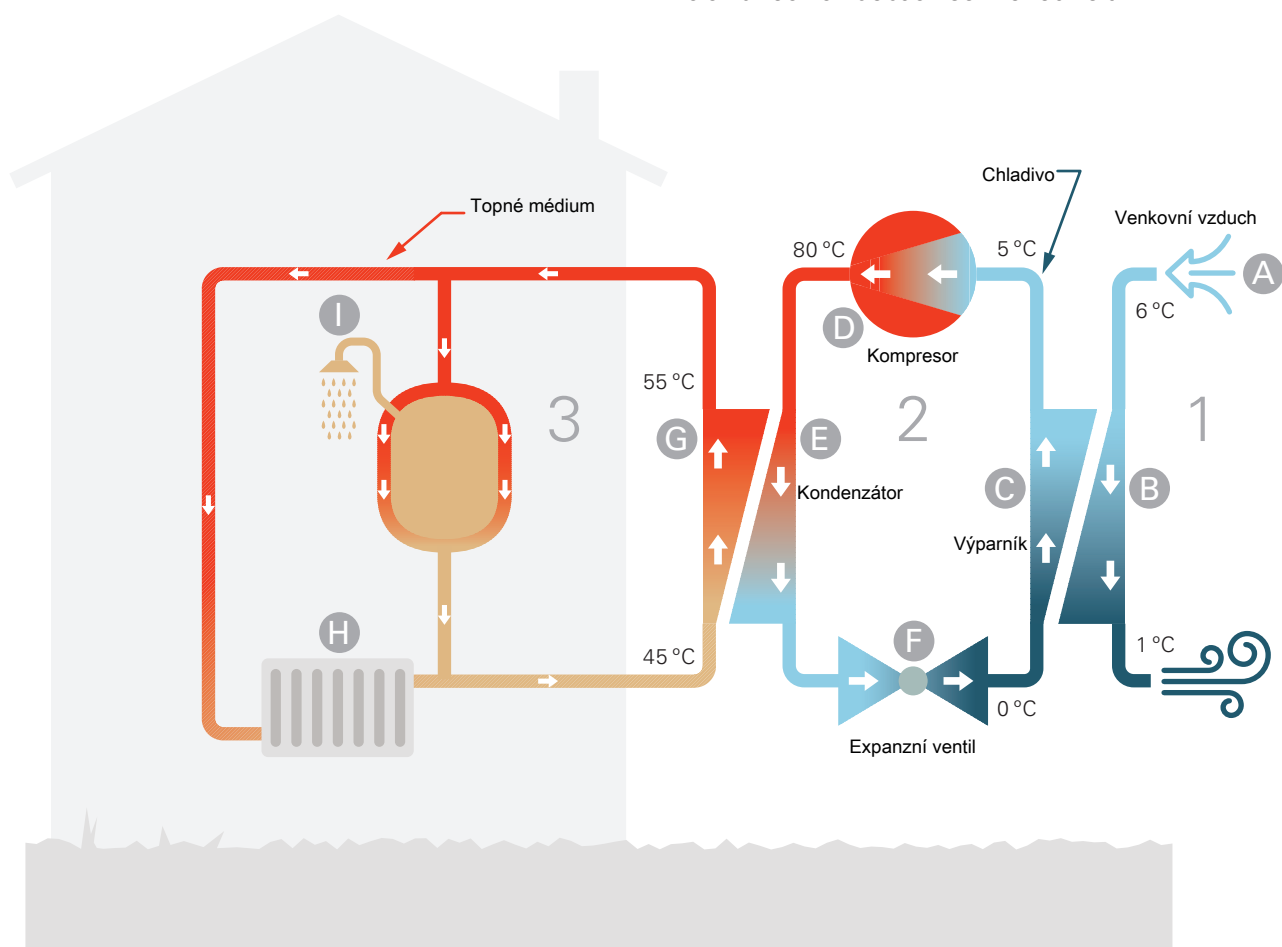 Topné médium
Chladivo
Venkovní vzduch
80 °C
5 °C
A
6 °C
I
D
Kompresor
55 °C
3
2
1
G
E
Kondenzátor
C
B
Výparník
H
F
45 °C
1 °C
0 °C
Expanzní ventil